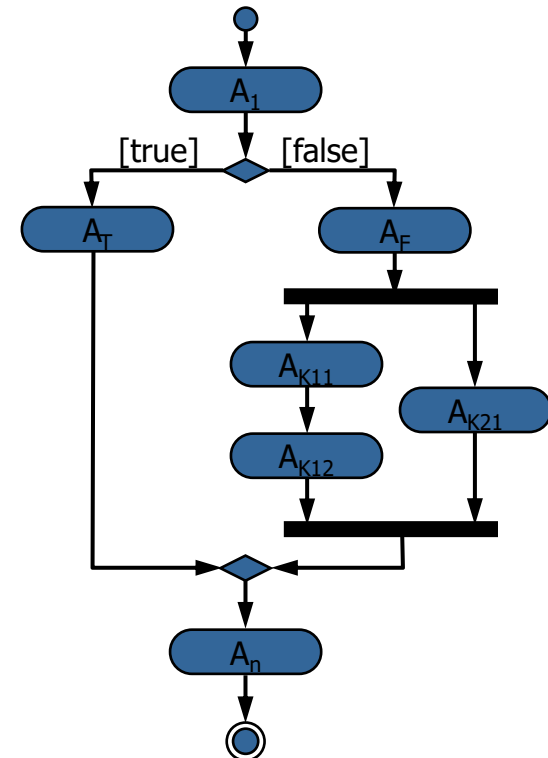 A1
[true] [false]
AT
AF
AK11
AK21
AK12
An